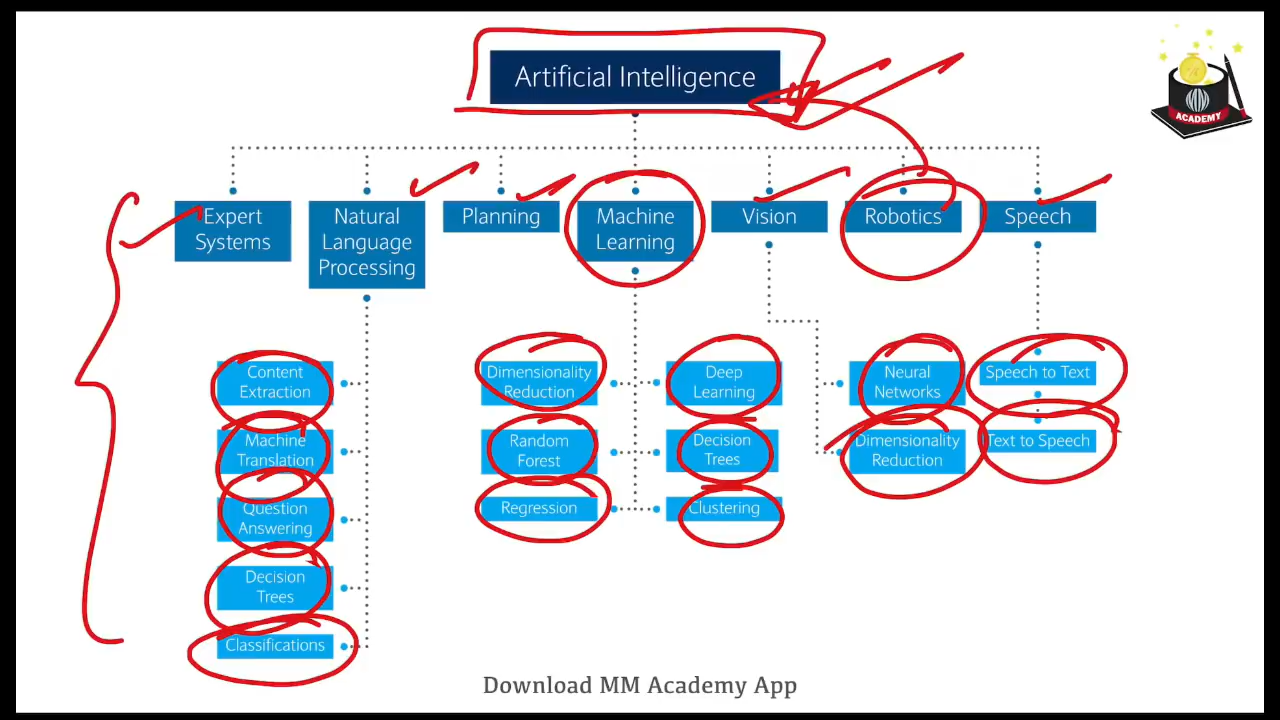 Artificial Intelligence
ACADEMY
Expert
Systems
Natural
Language
Processing
Planning
Machine
Learning
Vision
Robotics
Speech
Content
Extraction
Machine
Translation
Question
Answering
Decision
Trees
Classifications
Dimensionality
Reduction
Random
Forest
Regression
Deep
Learning
Decision
Trees
Clustering
Neural
Networks
Dimensionality
Reduction
Speech to Text
Text to Speech
Download MM Academy App